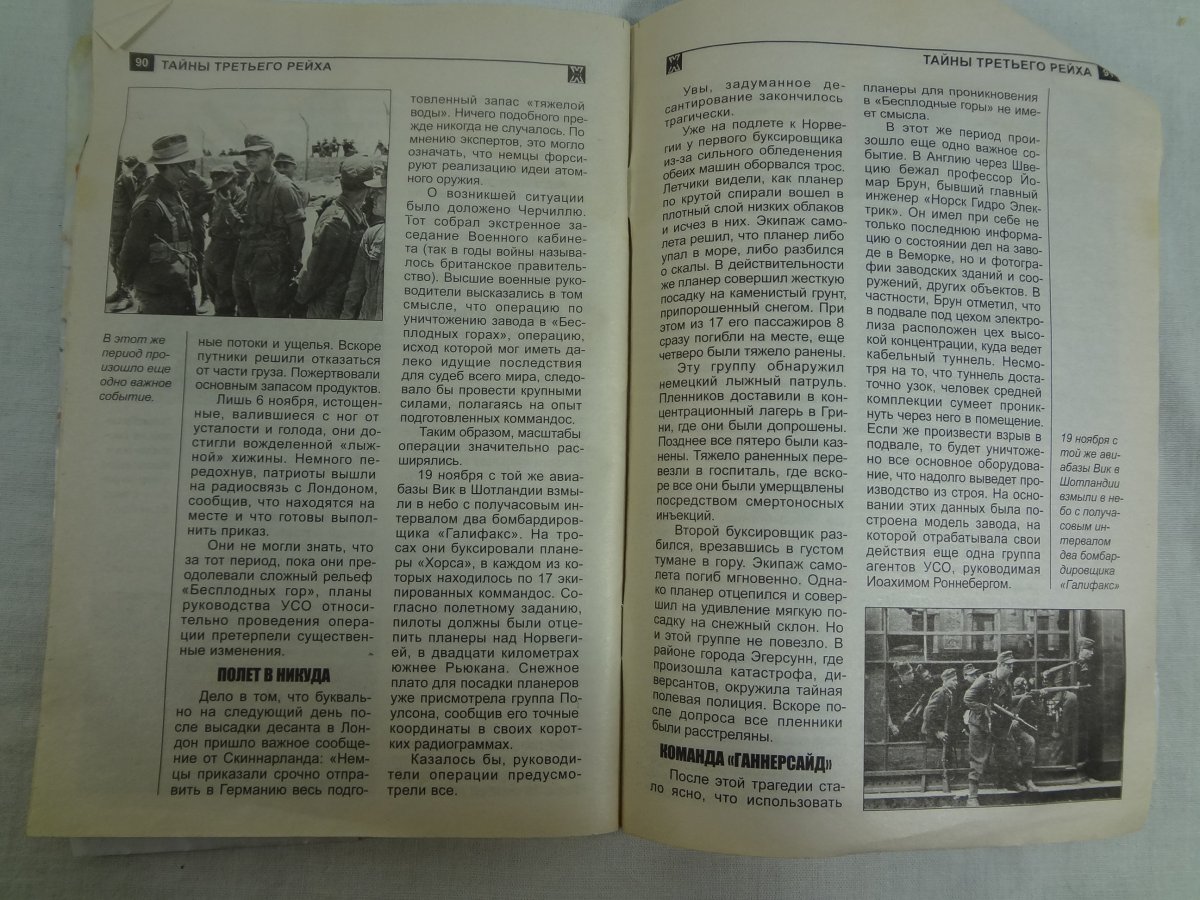 90
ТАЙНЫ ТРЕТЬЕГО РЕЙХА
В этот же
период про-
изошло еще
одно важное
событие.
ные потоки и ущелья. Вскоре
путники решили отказаться
от части груза. Пожертвовали
основным запасом продуктов.
Лишь 6 ноября, истощен-
ные, валившиеся с ног от
усталости и голода, они до-
стигли вожделенной «лыж-
ной» хижины. Немного пе-
редохнув, патриоты вышли
на радиосвязь с Лондоном,
сообщив, что находятся на
месте и что готовы выпол-
нить приказ.
Они не могли знать, что
за тот период, пока они пре-
одолевали сложный рельеф
«Бесплодных гор», планы
руководства УСО относи-
тельно проведения опера-
ции претерпели существен-
ные изменения.
ПОЛЕТ В НИКУДА
Дело в том, что букваль-
но на следующий день по-
сле высадки десанта в Лон-
дон пришло важное сообще-
ние от Скиннарланда: «Нем-
цы приказали срочно отпра-
вить в Германию весь подго-
товленный запас «тяжелой
воды». Ничего подобного пре-
жде никогда не случалось. По
мнению экспертов, это могло
означать, что немцы форси-
руют реализацию идеи атом-
ного оружия.
О возникшей ситуации
было доложено Черчиллю.
Тот собрал экстренное за-
седание Военного кабине-
та (так в годы войны называ-
лось британское правитель-
ство). Высшие военные руко-
водители высказались в том
смысле, что операцию по
уничтожению завода в «Бес-
плодных горах», операцию,
исход которой мог иметь да-
леко идущие последствия
для судеб всего мира, следо-
вало бы провести крупными
силами, полагаясь на опыт
подготовленных коммандос.
Таким образом, масштабы
операции значительно рас-
ширялись.
19 ноября с той же авиа-
базы Вик в Шотландии взмы-
ли в небо с получасовым ин-
тервалом два бомбардиров-
щика «Галифакс». На тро-
сах они буксировали плане-
ры «Хорса», в каждом из ко-
торых находилось по 17 эки-
пированных коммандос. Со-
гласно полетному заданию,
пилоты должны были отце-
пить планеры над Норвеги-
ей, в двадцати километрах
южнее Рьюкана. Снежное
плато для посадки планеров
уже присмотрела группа По-
улсона, сообщив его точные
координаты в своих корот-
ких радиограммах.
Казалось бы, руководи-
тели операции предусмо-
трели все.
ТАЙНЫ ТРЕТЬЕГО РЕЙХА
Увы, задуманное де-
сантирование закончилось
трагически.
Уже на подлете к Норве-
гии у первого буксировщика
из-за сильного обледенения
обеих машин оборвался трос.
Летчики видели, как планер
по крутой спирали вошел в
плотный слой низких облаков
и исчез в них. Экипаж само-
лета решил, что планер либо
упал в море, либо разбился
о скалы. В действительности
же планер совершил жесткую
посадку на каменистый грунт,
припорошенный снегом. При
этом из 17 его пассажиров 8
сразу погибли на месте, еще
четверо были тяжело ранены.
Эту группу обнаружил
немецкий лыжный патруль.
Пленников доставили в кон-
центрационный лагерь в Гри-
ни, где они были допрошены.
Позднее все пятеро были каз-
нены. Тяжело раненных пере-
везли в госпиталь, где вско-
ре все они были умерщвлены
посредством смертоносных
инъекций.
Второй буксировщик раз-
бился, врезавшись в густом
тумане в гору. Экипаж само-
лета погиб мгновенно. Одна-
ко планер отцепился и совер-
шил на удивление мягкую по-
садку на снежный склон. Но
и этой группе не повезло. В
районе города Эгерсунн, где
произошла катастрофа, ди-
версантов, окружила тайная
полевая полиция. Вскоре по-
сле допроса все пленники
были расстреляны.
КОМАНДА «ГАННЕРСАЙД»
После этой трагедии ста-
ло ясно, что использовать
планеры для проникновения
в «Бесплодные горы» не име-
ет смысла.
В этот же период прои-
зошло еще одно важное со-
бытие. В Англию через Шве-
цию бежал профессор Йо-
мар Брун, бывший главный
инженер «Норск Гидро Элек-
трик». Он имел при себе не
только последнюю информа-
цию о состоянии дел на заво-
де в Веморке, но и фотогра-
фии заводских зданий и соо-
ружений, других объектов. В
частности, Брун отметил, что
в подвале под цехом электро-
лиза расположен цех высо-
кой концентрации, куда ведет
кабельный туннель. Несмо-
тря на то, что туннель доста-
точно узок, человек средней
комплекции сумеет проник-
нуть через него в помещение.
Если же произвести взрыв в
подвале, то будет уничтоже-
но все основное оборудова-
ние, что надолго выведет про-
изводство из строя. На осно-
вании этих данных была по-
строена модель завода, на
которой отрабатывала свои
действия еще одна группа
агентов УСО, руководимая
Иоахимом Роннебергом.
19 ноября с
той же ави-
абазы Вик в
Шотландии
взмыли в не-
бо с получа-
совым ин-
тервалом
два бомбар-
дировщика
«Галифакс»